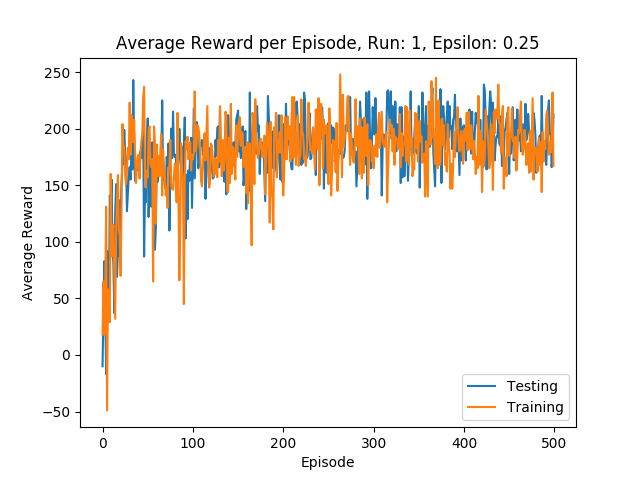 Average Reward per Episode, Run: 1, Epsilon: 0.25
Average Reward
250
200
150
100
50
0
−50
0
100
200
300
400
500
Episode
Testing
Training